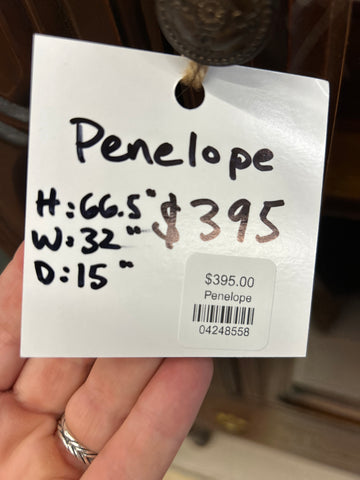 Penelope
H: 66.5" $395
W: 32"
D: 15"
$395.00
Penelope
04248558